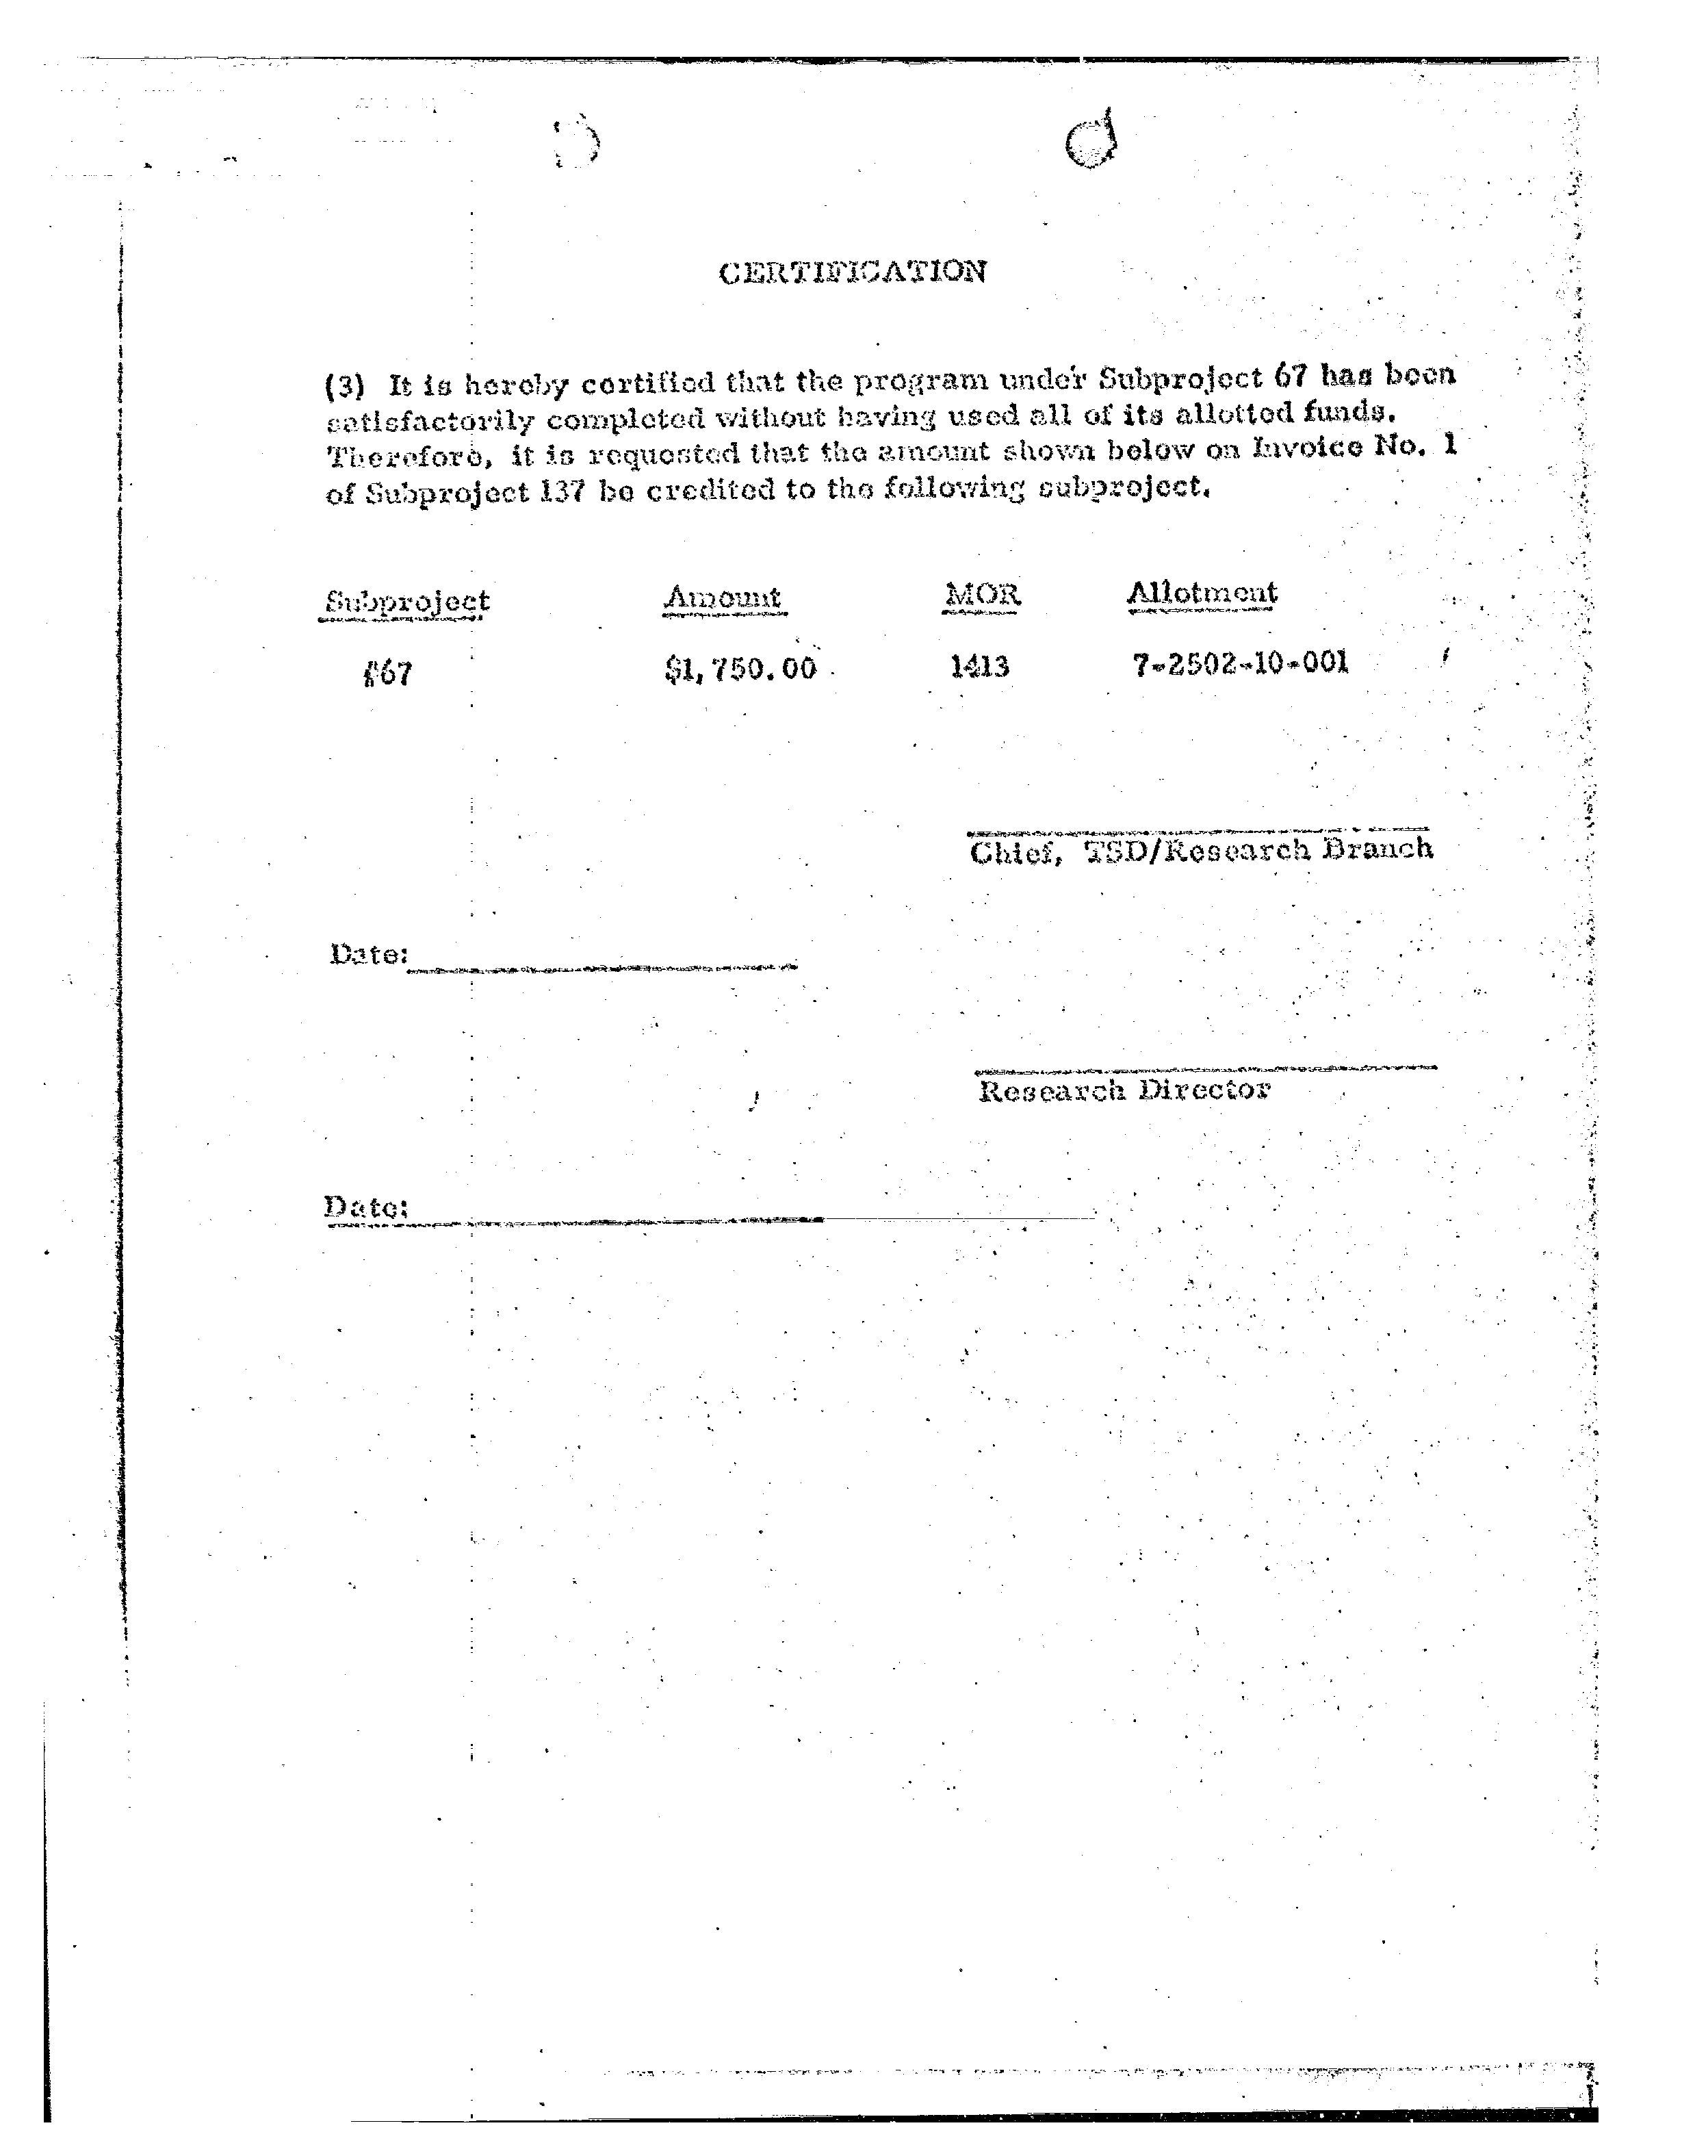 CERTIFICATION
(3) It is hereby certified that the program under Subproject 67 has been
satisfactorily completed without having used all of its allotted funds.
Therefore, it is requested that the amount shown below on Invoice No. 1
of Subproject 137 be credited to the following subproject.
Subproject Amount MOR Allotment
#67 $1,750.00 1413 7-2502-10-001
Chief, TSD/Research Branch
Date:
Research Director
Date: